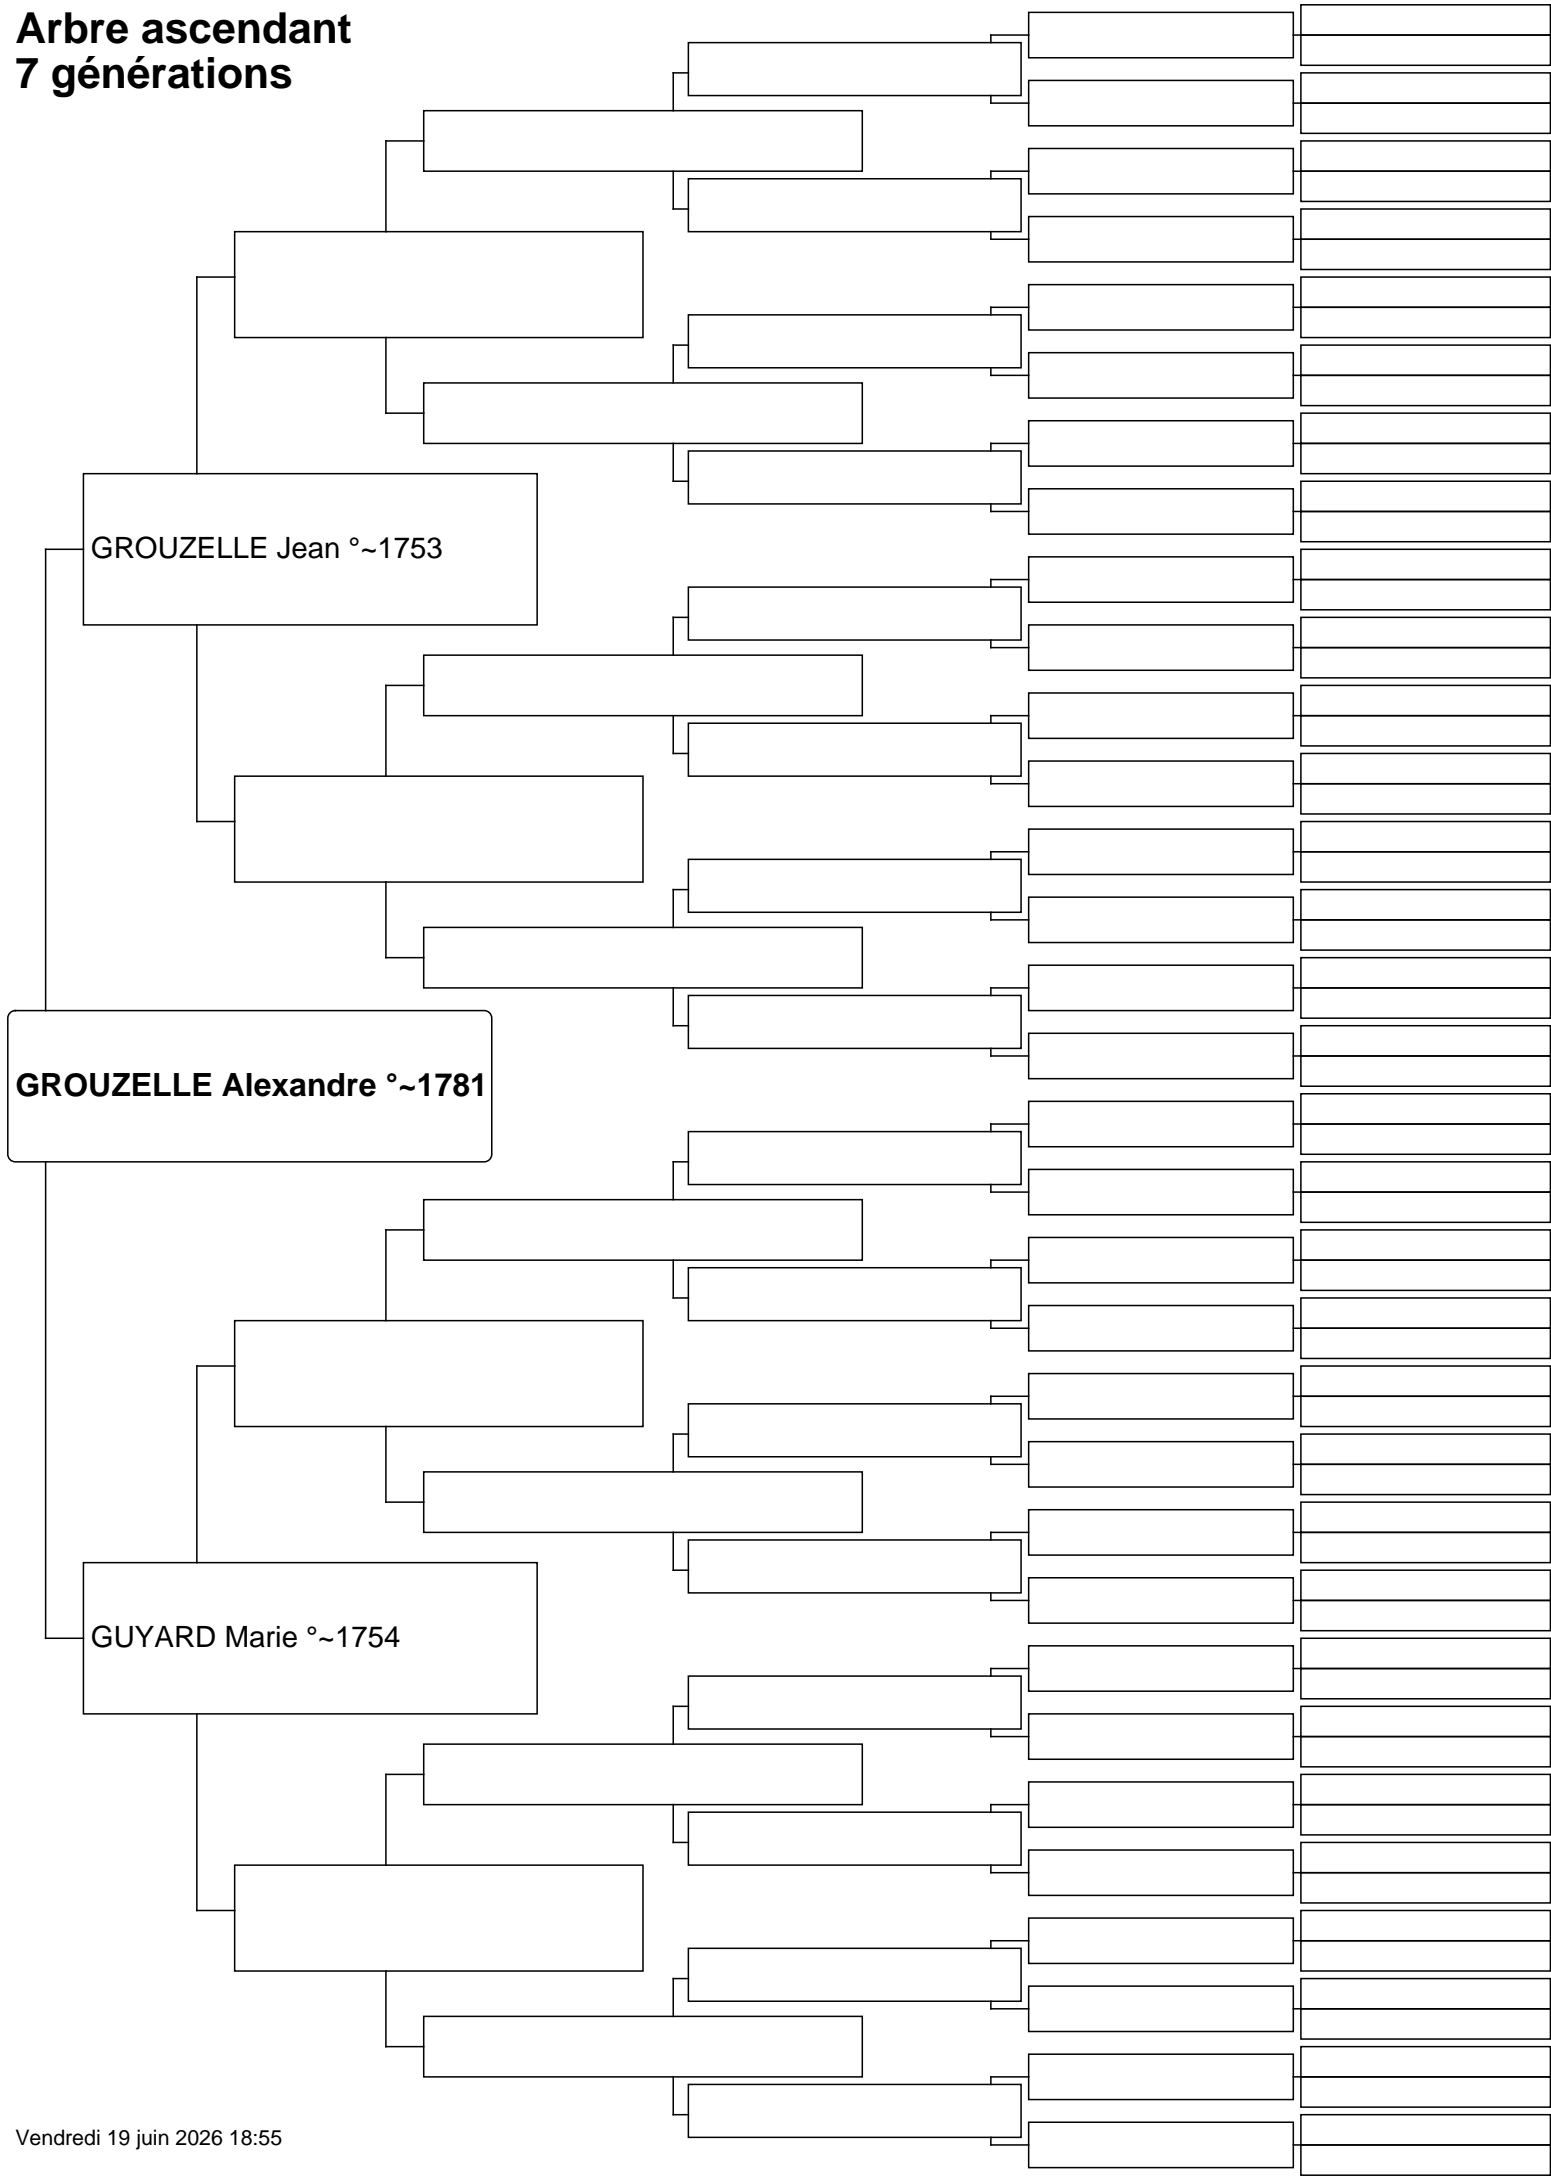 Arbre ascendant
7 générations
GROUZELLE Jean °~1753
GROUZELLE Alexandre °~1781
GUYARD Marie °~1754
Vendredi 19 juin 2026 18:55